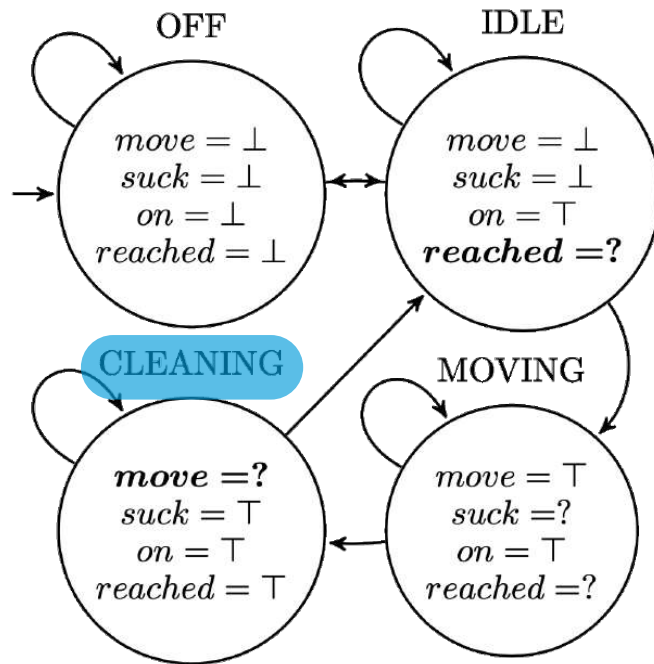 OFF
move = ⊥
suck = ⊥
on = ⊥
reached = ⊥
IDLE
move = ⊥
suck = ⊥
on = ⊤
reached =?
CLEANING
move =?
suck = ⊤
on = ⊤
reached = ⊤
MOVING
move = ⊤
suck =?
on = ⊤
reached =?